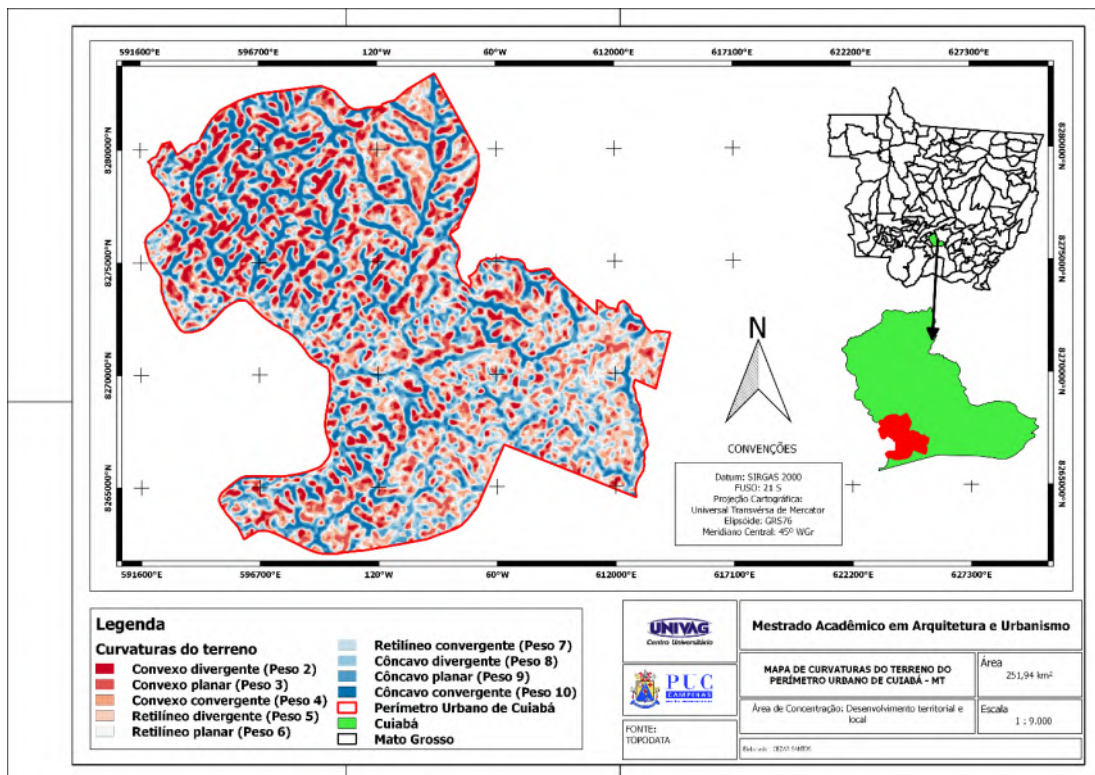 591600°E 596700°E 120°W 60°W 612000°E 617100°E 622200°E 627300°E
8280000°N
8275000°N
8270000°N
8265000°N
8280000°N
8275000°N
8270000°N
8265000°N
N
CONVENÇÕES
Datum: SIRGAS 2000
FUSO: 21 S
Projeção Cartográfica:
Universal Transvérsa de Mercator
Elipsóide: GRS76
Meridiano Central: 45º WGr
591600°E 596700°E 120°W 60°W 612000°E 617100°E 622200°E 627300°E
Legenda
Curvaturas do terreno
Convexo divergente (Peso 2)
Convexo planar (Peso 3)
Convexo convergente (Peso 4)
Retilíneo divergente (Peso 5)
Retilíneo planar (Peso 6)
Retilíneo convergente (Peso 7)
Côncavo divergente (Peso 8)
Côncavo planar (Peso 9)
Côncavo convergente (Peso 10)
Perímetro Urbano de Cuiabá
Cuiabá
Mato Grosso
UNIVAG
Centro Universitário
PUC
CAMPINAS
FONTE:
TOPODATA
Mestrado Acadêmico em Arquitetura e Urbanismo
MAPA DE CURVATURAS DO TERRENO DO
PERÍMETRO URBANO DE CUIABÁ - MT
Área
251,94 km²
Área de Concentração: Desenvolvimento territorial e
local
Escala
1 : 9.000